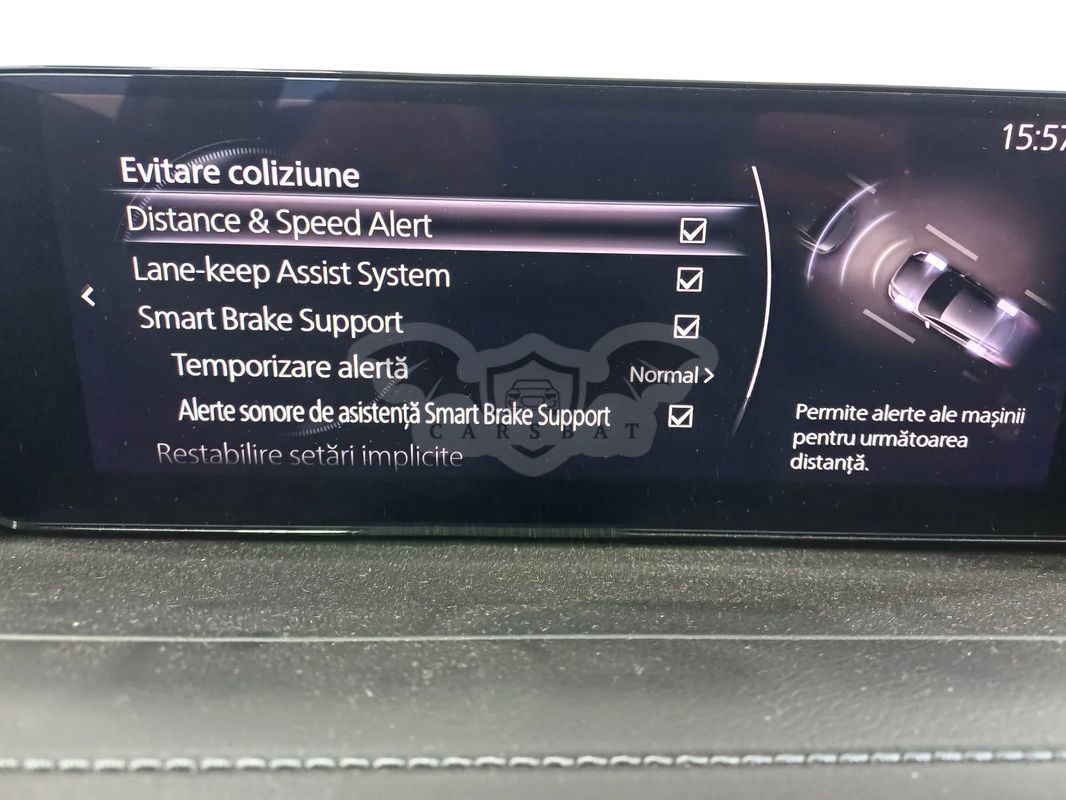 15:57
Evitare coliziune
Distance & Speed Alert
Lane-keep Assist System
Smart Brake Support
Temporizare alertă
Normal >
Alerte sonore de asistență Smart Brake Support
Restabilire setări implicite
Permite alerte ale mașinii
pentru următoarea
distanță.
CARSBAT